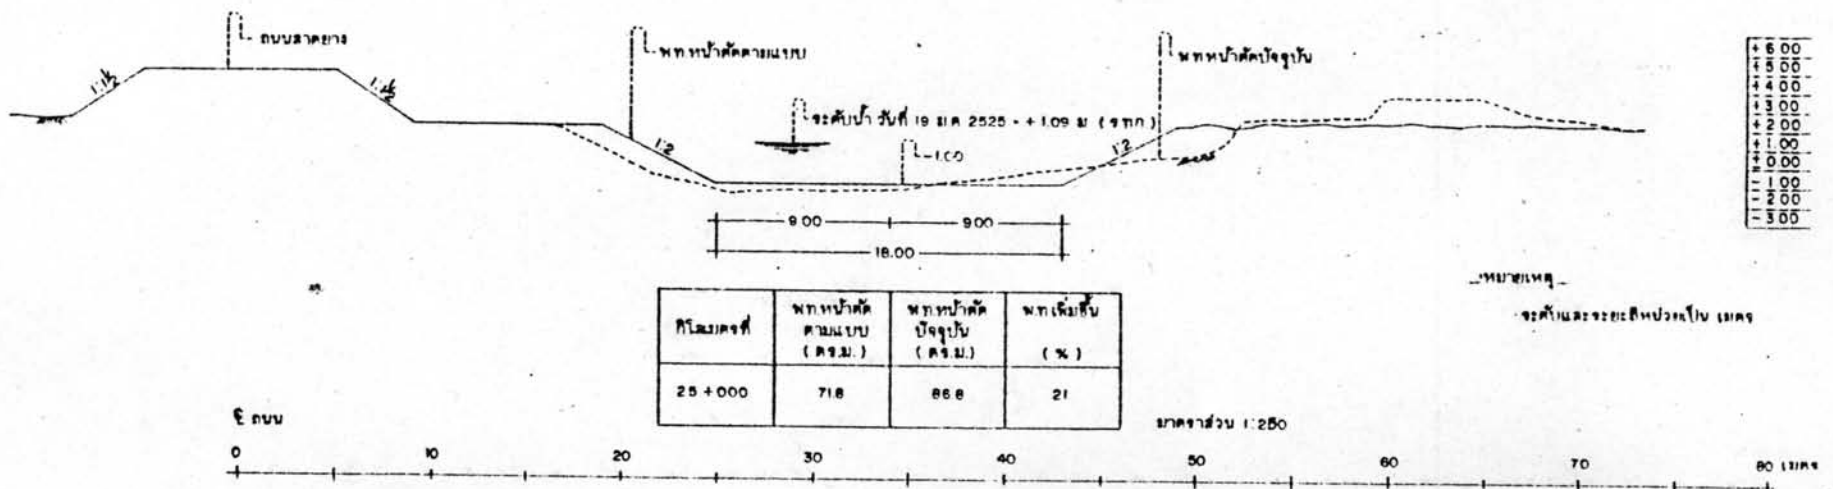 ถนนลาดยาง
พ.ท.หน้าตัดตามแบบ
พ.ท.หน้าตัดปัจจุบัน
1:1½
1:1½
ระดับน้ำ วันที่ 19 ม.ค. 2525 - +1.09 ม. (ร.ท.ก.)
1:2
-1.00
1:2
+6.00
+5.00
+4.00
+3.00
+2.00
+1.00
±0.00
-1.00
-2.00
-3.00
9.00 9.00
18.00
หมายเหตุ
ระดับและระยะมีหน่วยเป็น เมตร
กิโลเมตรที่ พ.ท.หน้าตัดตามแบบ (ตร.ม.) พ.ท.หน้าตัดปัจจุบัน (ตร.ม.) พ.ท.เพิ่มขึ้น (%)
25+000 71.8 86.8 21
มาตราส่วน 1:250
℄ ถนน
0 10 20 30 40 50 60 70 80 เมตร